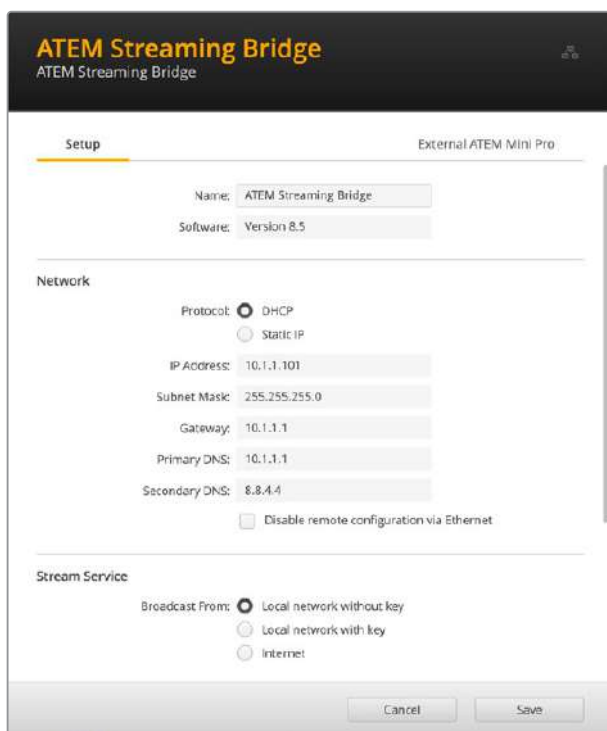 ATEM Streaming Bridge
ATEM Streaming Bridge
Setup
External ATEM Mini Pro
Name: ATEM Streaming Bridge
Software: Version 8.5
Network
Protocol: DHCP
Static IP
IP Address: 10.1.1.101
Subnet Mask: 255.255.255.0
Gateway: 10.1.1.1
Primary DNS: 10.1.1.1
Secondary DNS: 8.8.4.4
Disable remote configuration via Ethernet
Stream Service
Broadcast From: Local network without key
Local network with key
Internet
Cancel
Save